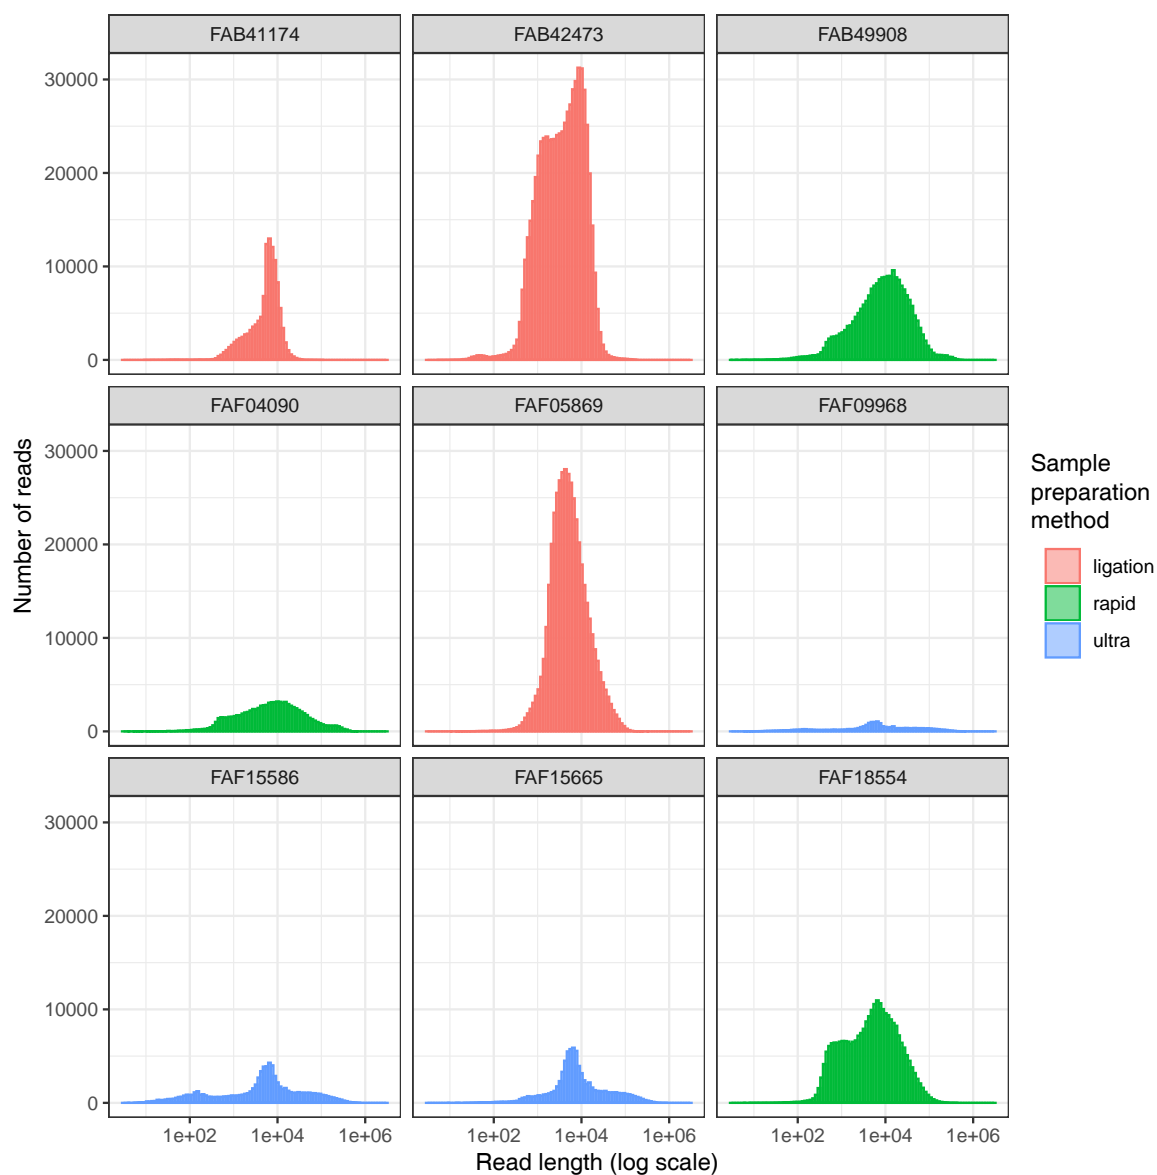 FAB41174 FAB42473 FAB49908
30000
20000
10000
0
FAF04090 FAF05869 FAF09968
30000
20000
10000
0
Number of reads
FAF15586 FAF15665 FAF18554
30000
20000
10000
0
1e+02 1e+04 1e+06 1e+02 1e+04 1e+06 1e+02 1e+04 1e+06
Read length (log scale)
Sample
preparation
method
ligation
rapid
ultra